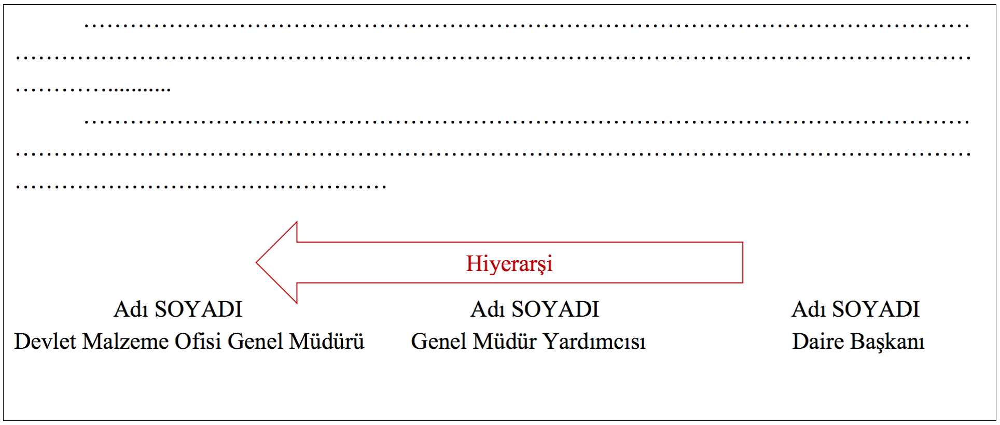 ……………………………………………………………………………………………………
……………………………………………………………………………………………………………
…………...........
……………………………………………………………………………………………………
……………………………………………………………………………………………………………
…………………………………………
Hiyerarşi
Adı SOYADI Adı SOYADI Adı SOYADI
Devlet Malzeme Ofisi Genel Müdürü Genel Müdür Yardımcısı Daire Başkanı